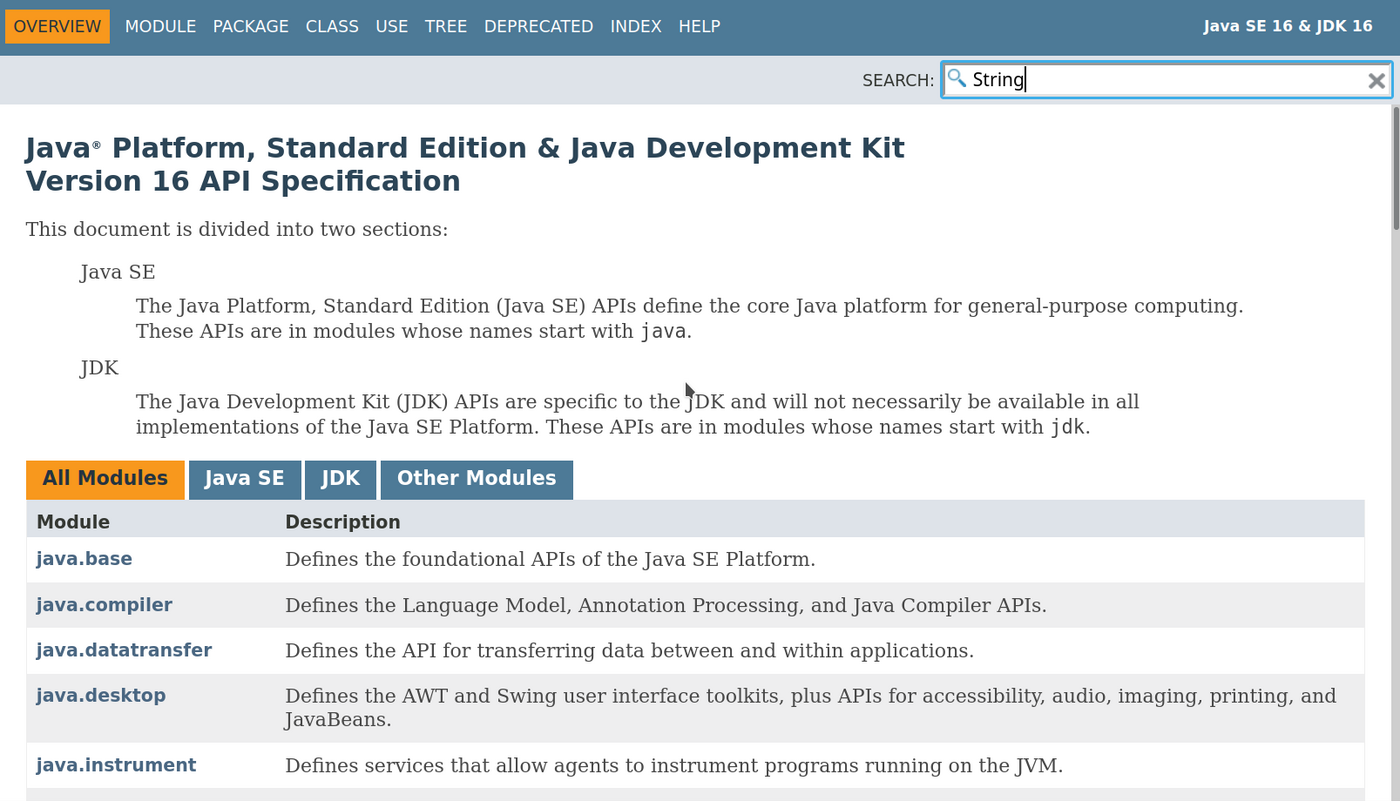 OVERVIEW MODULE PACKAGE CLASS USE TREE DEPRECATED INDEX HELP Java SE 16 & JDK 16
SEARCH: String
Java® Platform, Standard Edition & Java Development Kit
Version 16 API Specification
This document is divided into two sections:
Java SE
The Java Platform, Standard Edition (Java SE) APIs define the core Java platform for general-purpose computing.
These APIs are in modules whose names start with java.
JDK
The Java Development Kit (JDK) APIs are specific to the JDK and will not necessarily be available in all
implementations of the Java SE Platform. These APIs are in modules whose names start with jdk.
All Modules Java SE JDK Other Modules
Module Description
java.base Defines the foundational APIs of the Java SE Platform.
java.compiler Defines the Language Model, Annotation Processing, and Java Compiler APIs.
java.datatransfer Defines the API for transferring data between and within applications.
java.desktop Defines the AWT and Swing user interface toolkits, plus APIs for accessibility, audio, imaging, printing, and
JavaBeans.
java.instrument Defines services that allow agents to instrument programs running on the JVM.